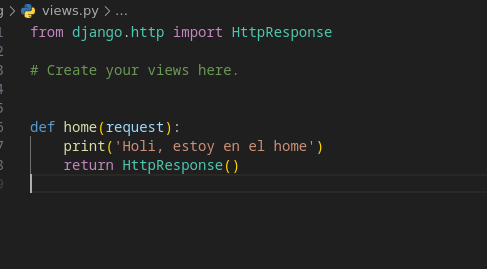 views.py > ...
1 from django.http import HttpResponse
2
3 # Create your views here.
4
5
6 def home(request):
7     print('Holi, estoy en el home')
8     return HttpResponse()
9